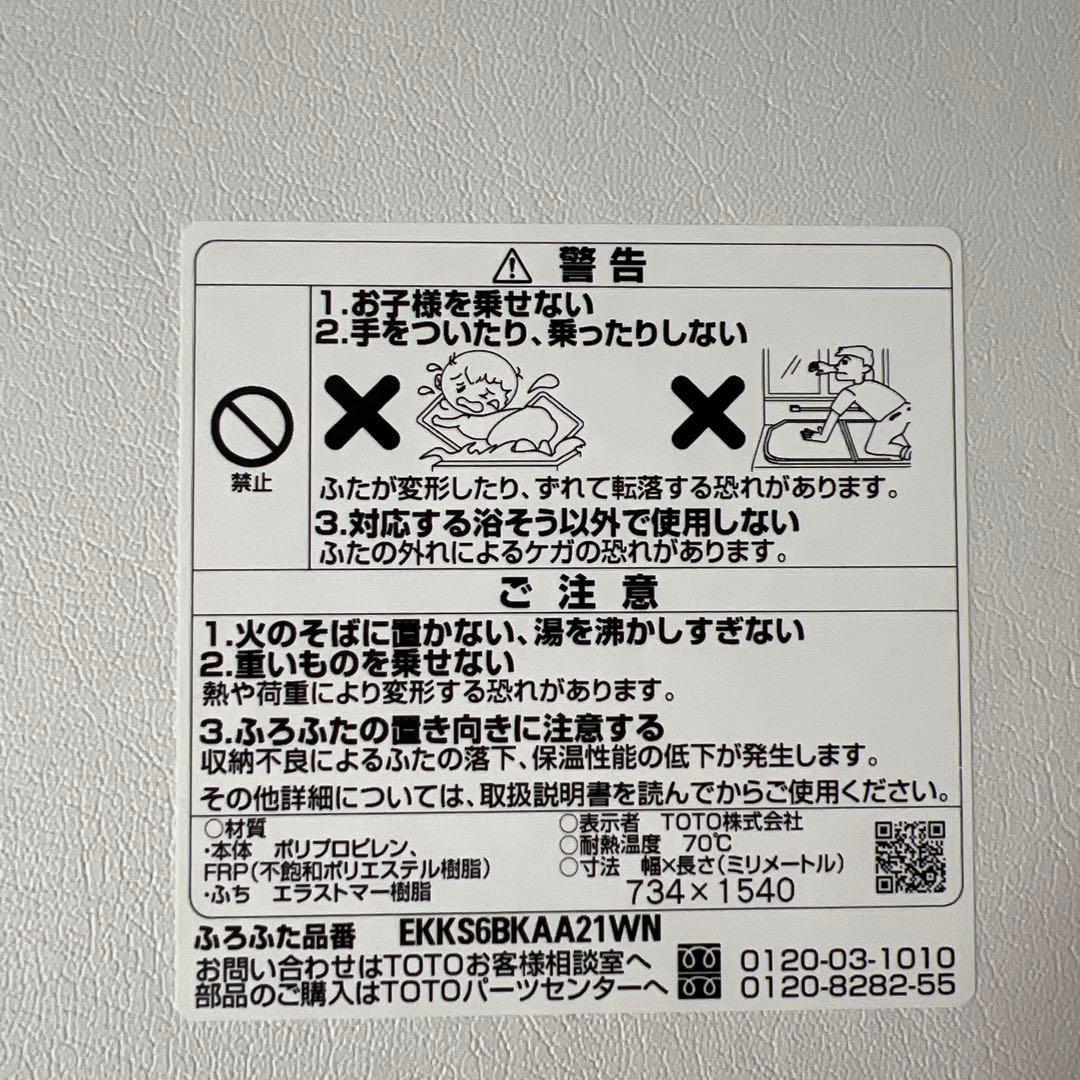 警告
禁止
1.お子様を乗せない
2.手をついたり、乗ったりしない
ふたが変形したり、ずれて転落する恐れがあります。
3.対応する浴そう以外で使用しない
ふたの外れによるケガの恐れがあります。
ご注意
1.火のそばに置かない、湯を沸かしすぎない
2.重いものを乗せない
熱や荷重により変形する恐れがあります。
3.ふろふたの置き向きに注意する
収納不良によるふたの落下、保温性能の低下が発生します。
その他詳細については、取扱説明書を読んでからご使用ください。
○材質
・本体 ポリプロピレン、
FRP(不飽和ポリエステル樹脂)
・ふち エラストマー樹脂
○表示者 TOTO株式会社
○耐熱温度 70℃
○寸法 幅×長さ(ミリメートル)
734×1540
ふろふた品番 EKKS6BKAA21WN
お問い合わせはTOTOお客様相談室へ 0120-03-1010
部品のご購入はTOTOパーツセンターへ 0120-8282-55